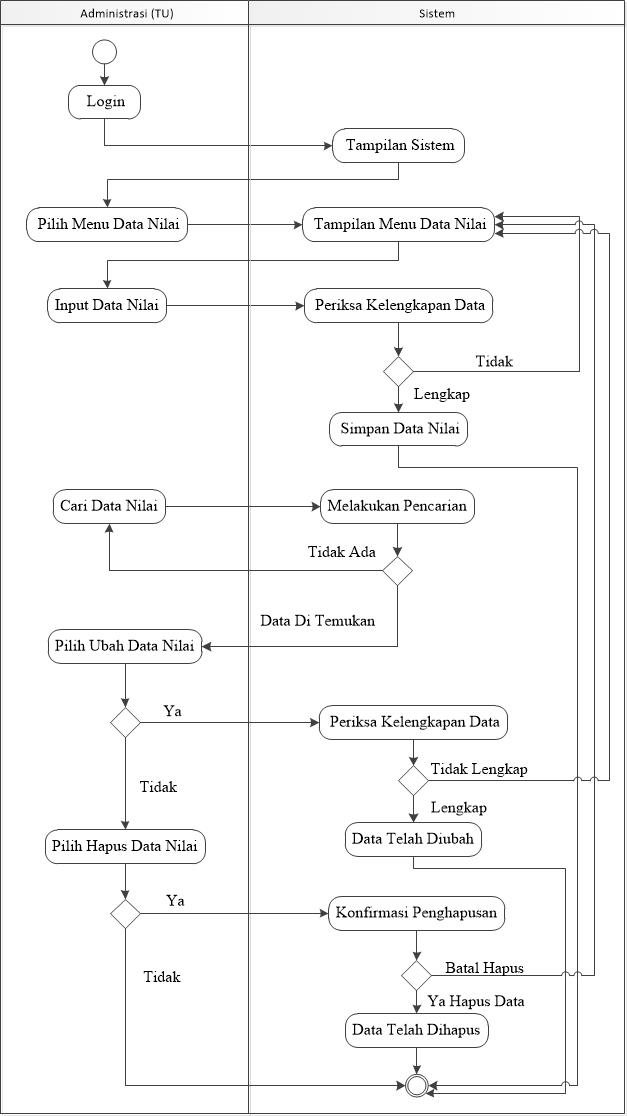 Administrasi (TU)
Sistem
Login
Tampilan Sistem
Pilih Menu Data Nilai
Tampilan Menu Data Nilai
Input Data Nilai
Periksa Kelengkapan Data
Tidak
Lengkap
Simpan Data Nilai
Cari Data Nilai
Melakukan Pencarian
Tidak Ada
Data Di Temukan
Pilih Ubah Data Nilai
Ya
Periksa Kelengkapan Data
Tidak Lengkap
Tidak
Lengkap
Data Telah Diubah
Pilih Hapus Data Nilai
Ya
Konfirmasi Penghapusan
Batal Hapus
Tidak
Ya Hapus Data
Data Telah Dihapus